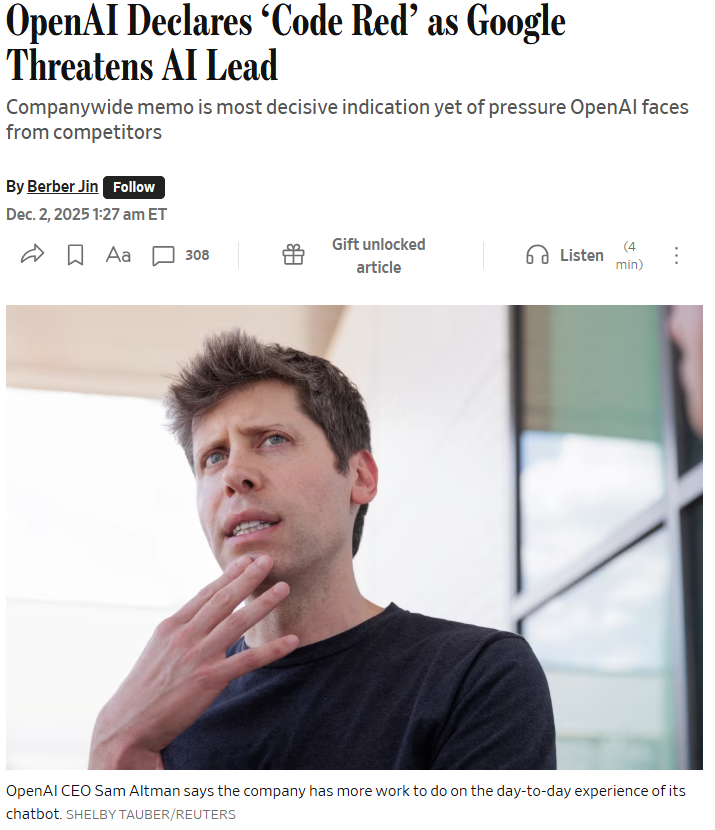 OpenAI Declares ‘Code Red’ as Google
Threatens AI Lead
Companywide memo is most decisive indication yet of pressure OpenAI faces
from competitors
By Berber Jin Follow
Dec. 2, 2025 1:27 am ET
Aa 308 Gift unlocked article Listen (4 min)
OpenAI CEO Sam Altman says the company has more work to do on the day-to-day experience of its
chatbot. SHELBY TAUBER/REUTERS